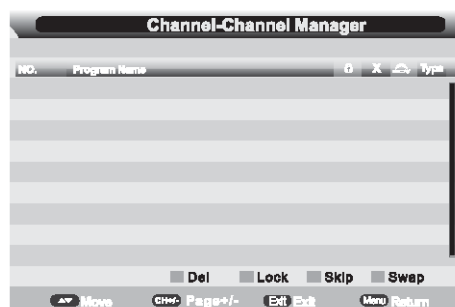 Channel-Channel Manager
NO. Program Name X Type
Del Lock Skip Swap
Move CH+/- Page+/- Exit Exit Menu Return